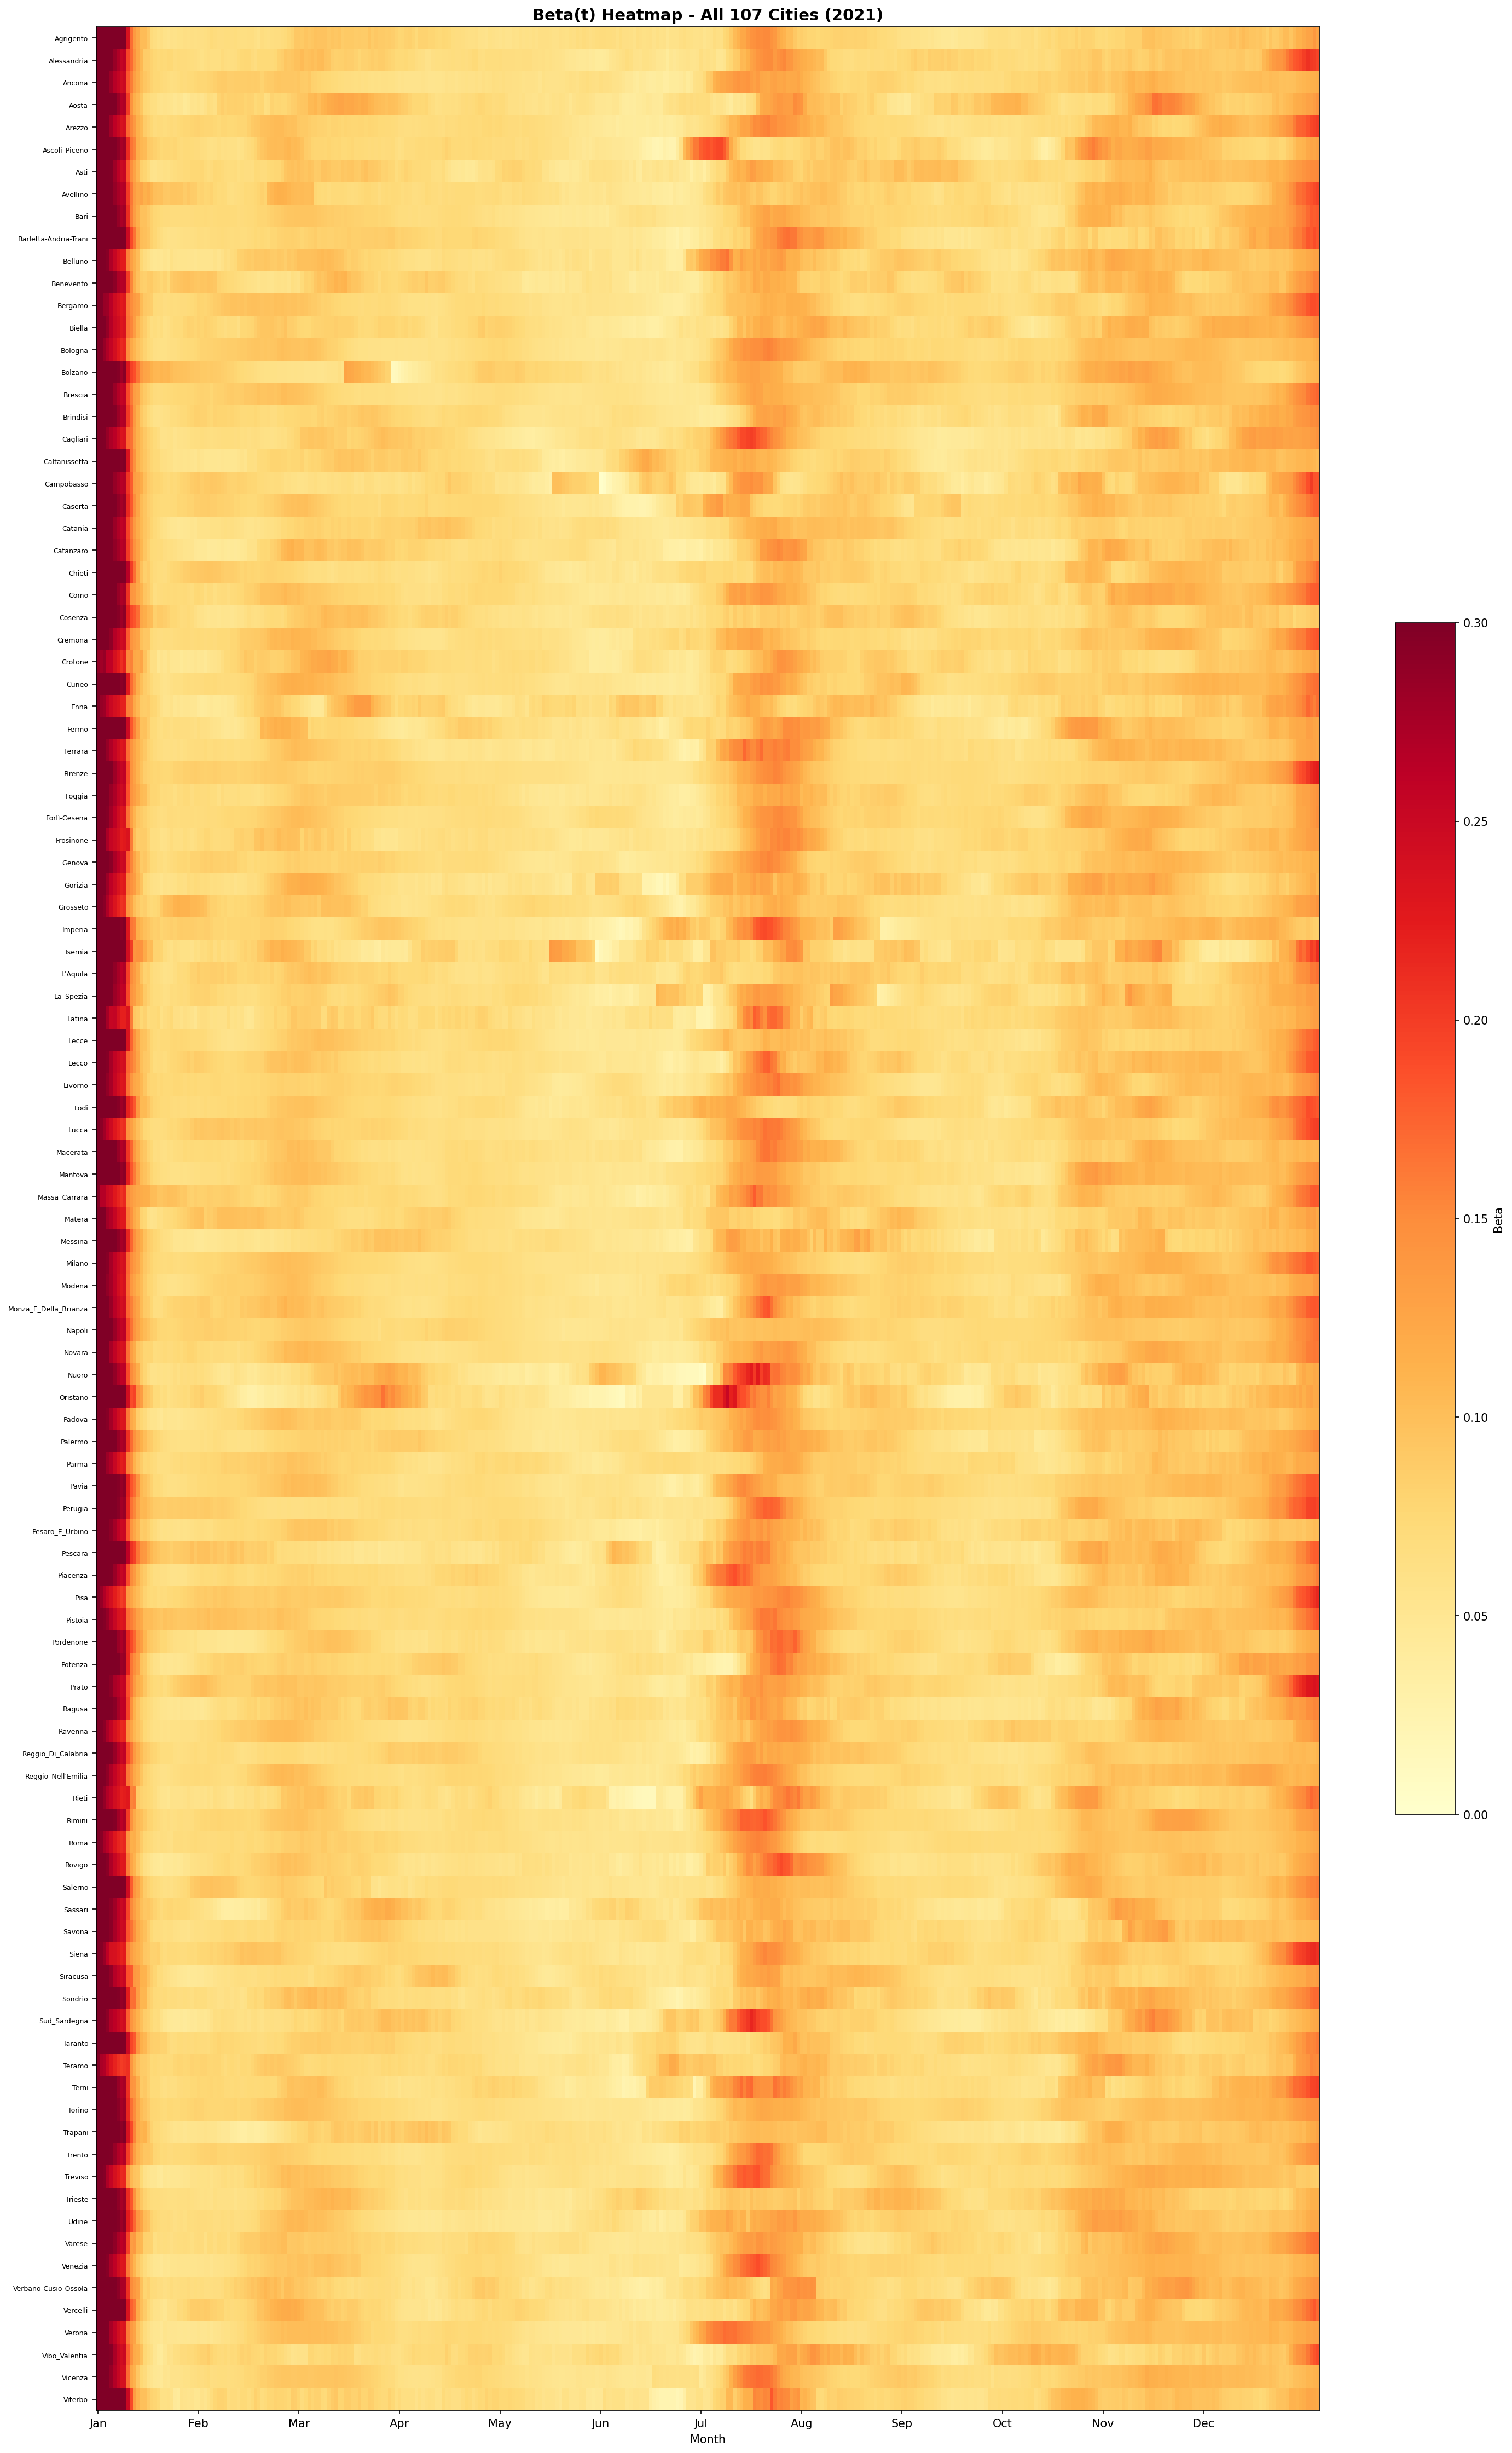 Beta(t) Heatmap - All 107 Cities (2021)
Agrigento
Alessandria
Ancona
Aosta
Arezzo
Ascoli_Piceno
Asti
Avellino
Bari
Barletta-Andria-Trani
Belluno
Benevento
Bergamo
Biella
Bologna
Bolzano
Brescia
Brindisi
Cagliari
Caltanissetta
Campobasso
Caserta
Catania
Catanzaro
Chieti
Como
Cosenza
Cremona
Crotone
Cuneo
Enna
Fermo
Ferrara
Firenze
Foggia
Forlì-Cesena
Frosinone
Genova
Gorizia
Grosseto
Imperia
Isernia
L'Aquila
La_Spezia
Latina
Lecce
Lecco
Livorno
Lodi
Lucca
Macerata
Mantova
Massa_Carrara
Matera
Messina
Milano
Modena
Monza_E_Della_Brianza
Napoli
Novara
Nuoro
Oristano
Padova
Palermo
Parma
Pavia
Perugia
Pesaro_E_Urbino
Pescara
Piacenza
Pisa
Pistoia
Pordenone
Potenza
Prato
Ragusa
Ravenna
Reggio_Di_Calabria
Reggio_Nell'Emilia
Rieti
Rimini
Roma
Rovigo
Salerno
Sassari
Savona
Siena
Siracusa
Sondrio
Sud_Sardegna
Taranto
Teramo
Terni
Torino
Trapani
Trento
Treviso
Trieste
Udine
Varese
Venezia
Verbano-Cusio-Ossola
Vercelli
Verona
Vibo_Valentia
Vicenza
Viterbo
Jan Feb Mar Apr May Jun Jul Aug Sep Oct Nov Dec
Month
0.30
0.25
0.20
0.15
0.10
0.05
0.00
Beta